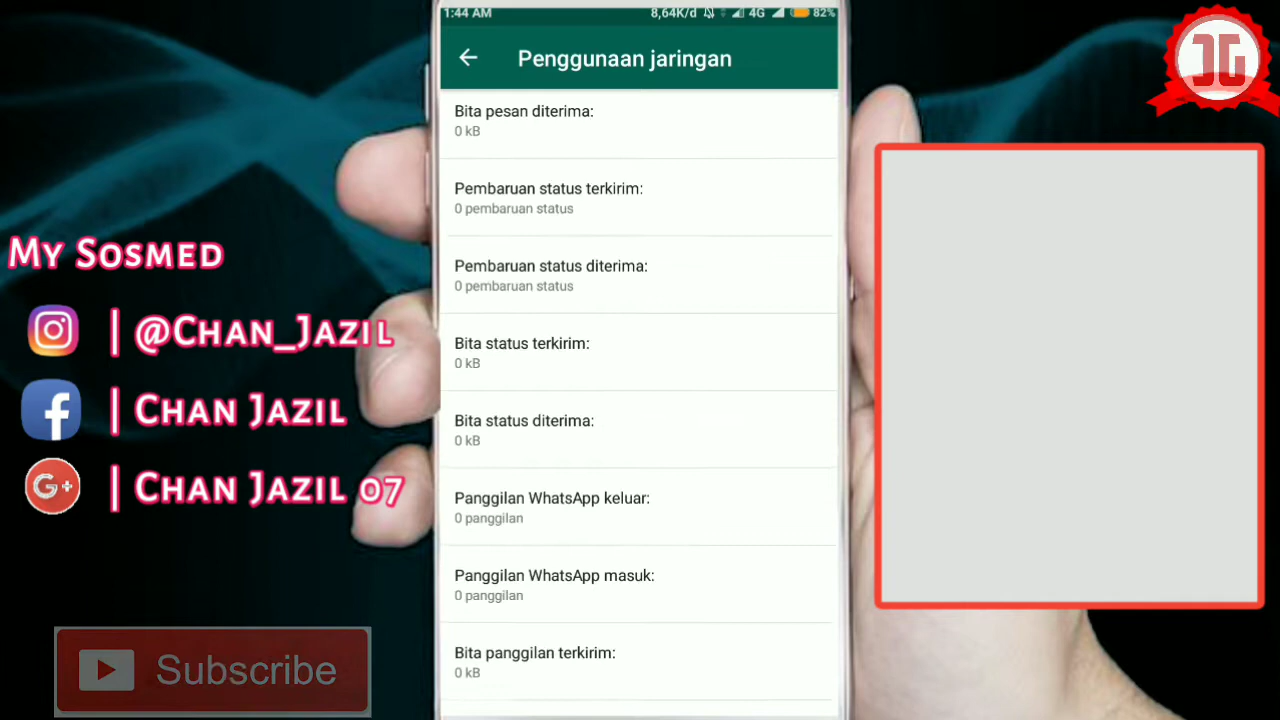 1:44 AM
8,64K/d 4G 82%
Penggunaan jaringan
Bita pesan diterima:
0 kB
Pembaruan status terkirim:
0 pembaruan status
Pembaruan status diterima:
0 pembaruan status
Bita status terkirim:
0 kB
Bita status diterima:
0 kB
Panggilan WhatsApp keluar:
0 panggilan
Panggilan WhatsApp masuk:
0 panggilan
Bita panggilan terkirim:
0 kB
My Sosmed
| @Chan_Jazil
| Chan Jazil
G+ | Chan Jazil 07
Subscribe
JG